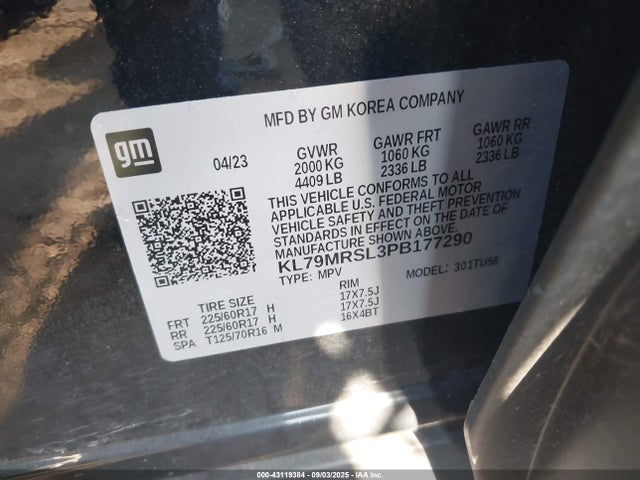 MFD BY GM KOREA COMPANY
gm
04/23
GVWR
2000 KG
4409 LB
GAWR FRT
1060 KG
2336 LB
GAWR RR
1060 KG
2336 LB
THIS VEHICLE CONFORMS TO ALL
APPLICABLE U.S. FEDERAL MOTOR
VEHICLE SAFETY AND THEFT PREVENTION
STANDARDS IN EFFECT ON THE DATE OF
MANUFACTURE SHOWN ABOVE.
KL79MRSL3PB177290
TYPE: MPV
MODEL: 301TU56
TIRE SIZE
RIM
FRT 225/60R17 H 17X7.5J
RR 225/60R17 H 17X7.5J
SPA T125/70R16 M 16X4BT
000-43119384 - 09/03/2025 - IAA Inc.